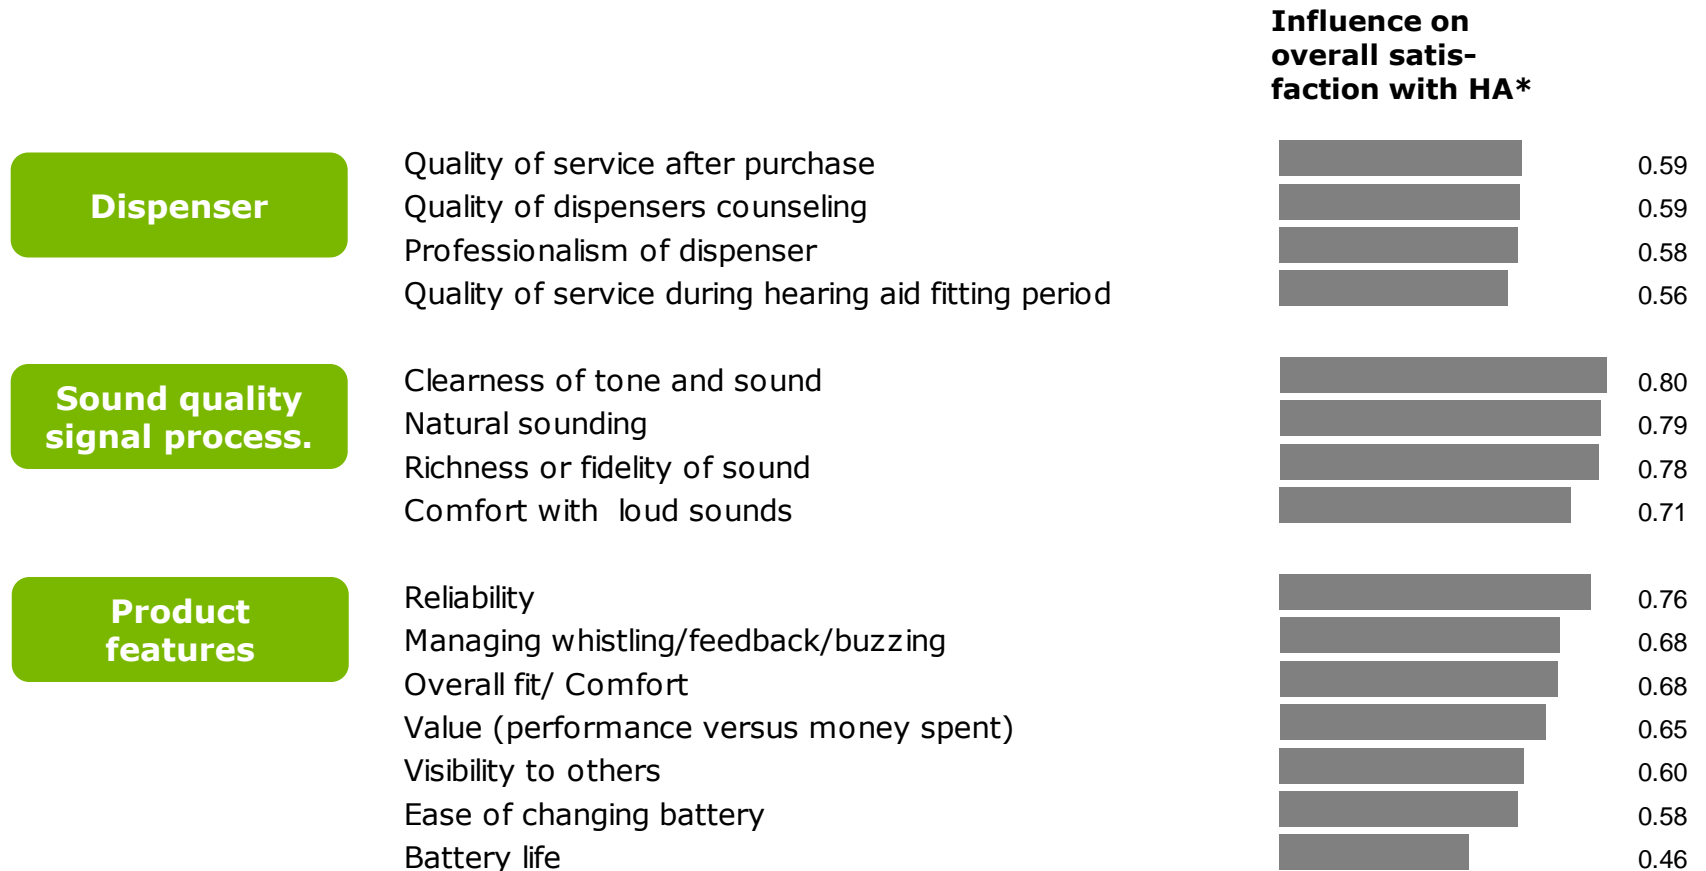 Influence on
overall satis-
faction with HA*
Dispenser
Quality of service after purchase 0.59
Quality of dispensers counseling 0.59
Professionalism of dispenser 0.58
Quality of service during hearing aid fitting period 0.56
Sound quality
signal process.
Clearness of tone and sound 0.80
Natural sounding 0.79
Richness or fidelity of sound 0.78
Comfort with loud sounds 0.71
Product
features
Reliability 0.76
Managing whistling/feedback/buzzing 0.68
Overall fit/ Comfort 0.68
Value (performance versus money spent) 0.65
Visibility to others 0.60
Ease of changing battery 0.58
Battery life 0.46